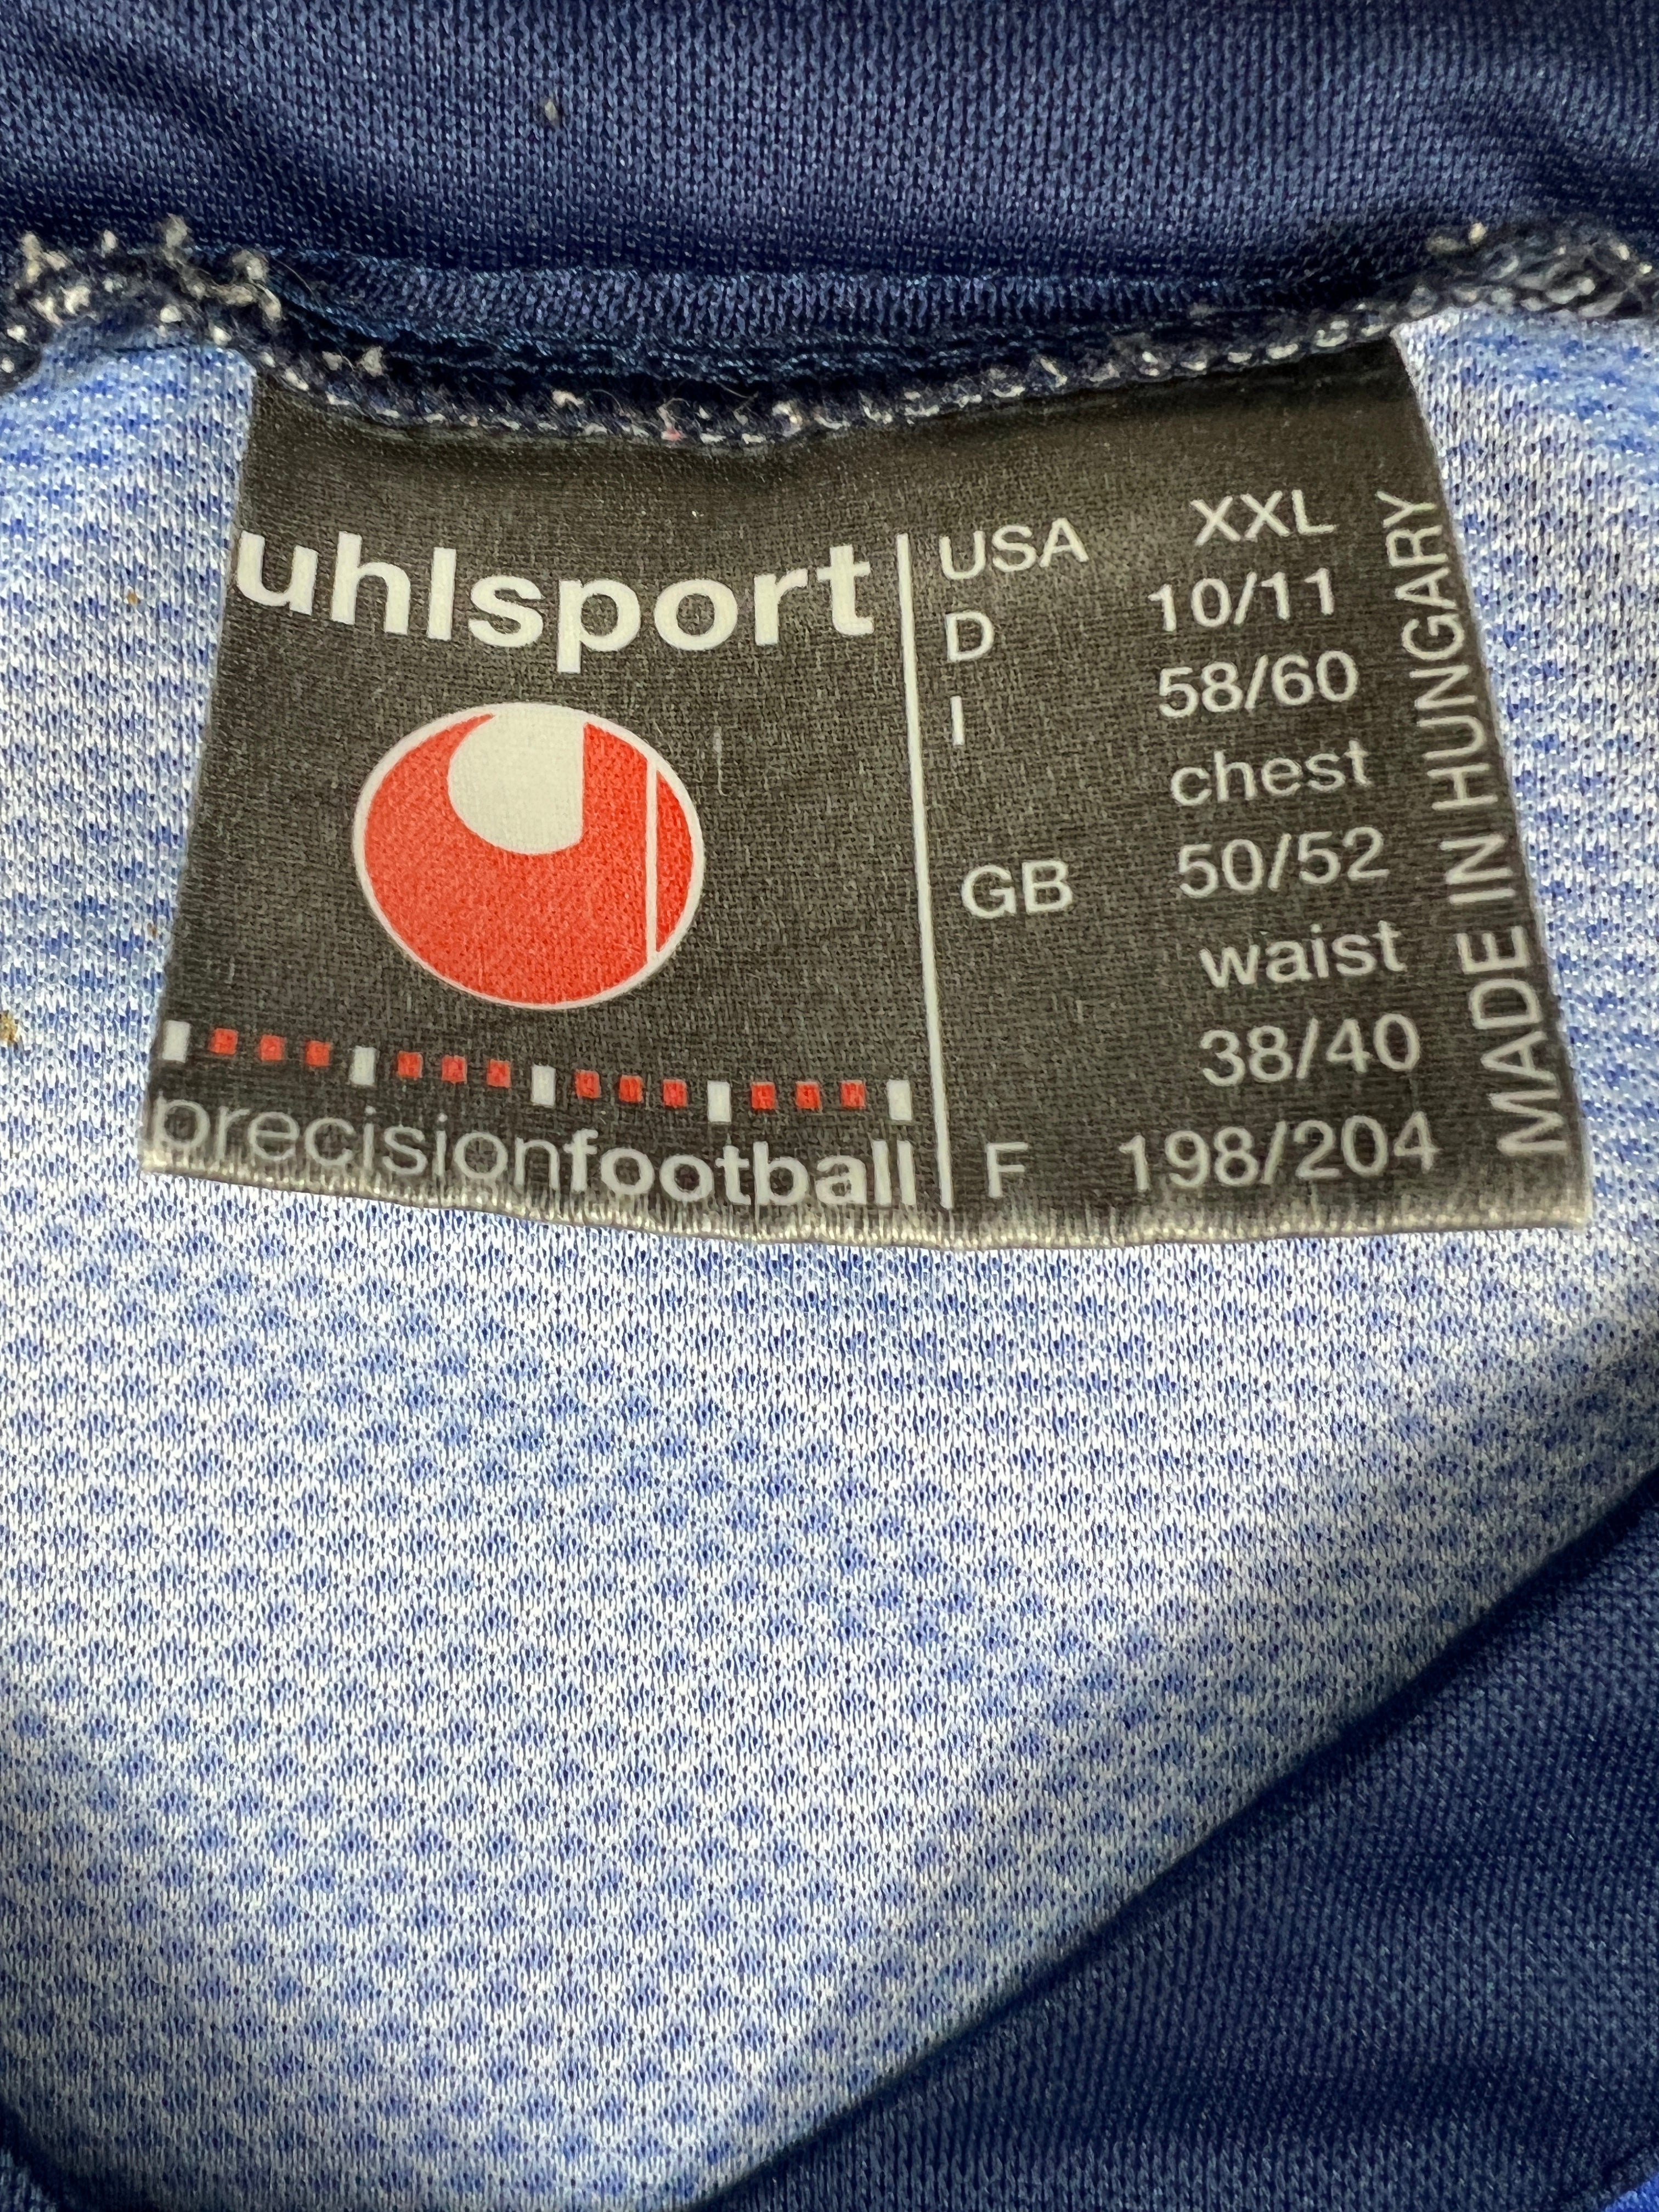 uhlsport
precisionfootball
USA XXL
D 10/11
I 58/60
chest
GB 50/52
waist
38/40
F 198/204
MADE IN HUNGARY